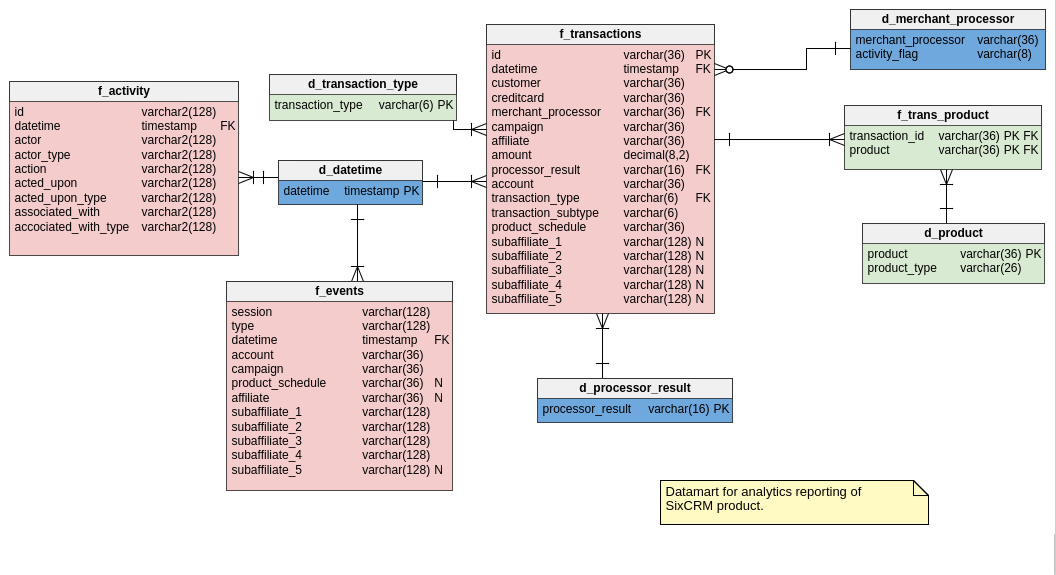 f_activity
id varchar2(128)
datetime timestamp FK
actor varchar2(128)
actor_type varchar2(128)
action varchar2(128)
acted_upon varchar2(128)
acted_upon_type varchar2(128)
associated_with varchar2(128)
accociated_with_type varchar2(128)
d_transaction_type
transaction_type varchar(6) PK
d_datetime
datetime timestamp PK
f_events
session varchar(128)
type varchar(128)
datetime timestamp FK
account varchar(36)
campaign varchar(36)
product_schedule varchar(36) N
affiliate varchar(36) N
subaffiliate_1 varchar(128)
subaffiliate_2 varchar(128)
subaffiliate_3 varchar(128)
subaffiliate_4 varchar(128)
subaffiliate_5 varchar(128) N
f_transactions
id varchar(36) PK
datetime timestamp FK
customer varchar(36)
creditcard varchar(36)
merchant_processor varchar(36) FK
campaign varchar(36)
affiliate varchar(36)
amount decimal(8,2)
processor_result varchar(16) FK
account varchar(36)
transaction_type varchar(6) FK
transaction_subtype varchar(6)
product_schedule varchar(36)
subaffiliate_1 varchar(128) N
subaffiliate_2 varchar(128) N
subaffiliate_3 varchar(128) N
subaffiliate_4 varchar(128) N
subaffiliate_5 varchar(128) N
d_merchant_processor
merchant_processor varchar(36)
activity_flag varchar(8)
f_trans_product
transaction_id varchar(36) PK FK
product varchar(36) PK FK
d_product
product varchar(36) PK
product_type varchar(26)
d_processor_result
processor_result varchar(16) PK
Datamart for analytics reporting of
SixCRM product.